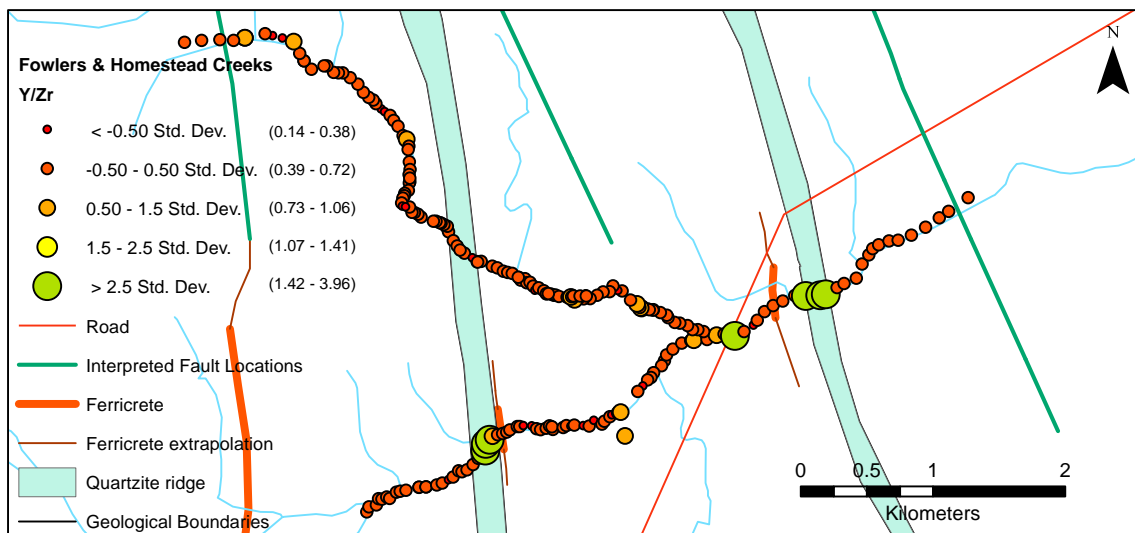 Fowlers & Homestead Creeks
Y/Zr
< -0.50 Std. Dev. (0.14 - 0.38)
-0.50 - 0.50 Std. Dev. (0.39 - 0.72)
0.50 - 1.5 Std. Dev. (0.73 - 1.06)
1.5 - 2.5 Std. Dev. (1.07 - 1.41)
> 2.5 Std. Dev. (1.42 - 3.96)
Road
Interpreted Fault Locations
Ferricrete
Ferricrete extrapolation
Quartzite ridge
Geological Boundaries
N
0 0.5 1 2
Kilometers